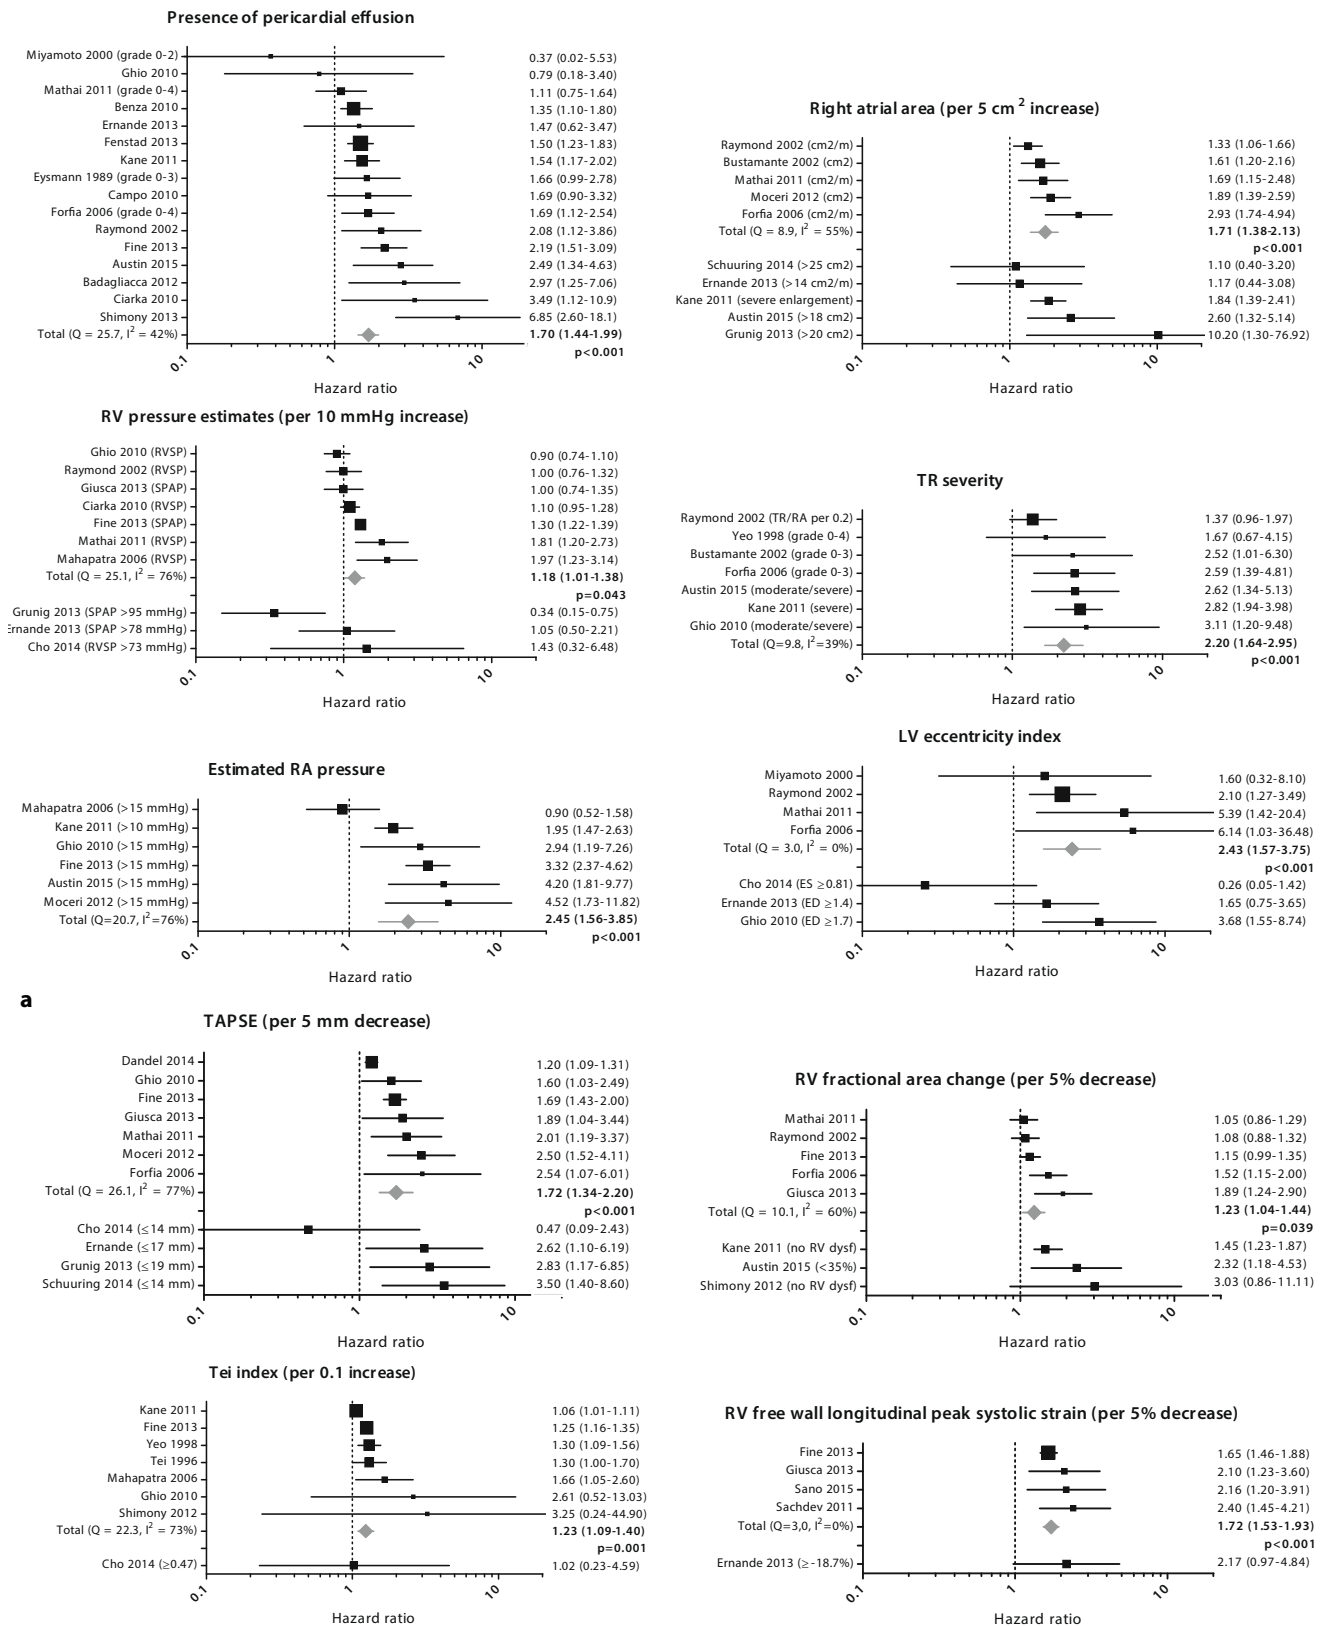 Presence of pericardial effusion
Miyamoto 2000 (grade 0-2) 0.37 (0.02-5.53)
Ghio 2010 0.79 (0.18-3.40)
Mathai 2011 (grade 0-4) 1.11 (0.75-1.64)
Benza 2010 1.35 (1.10-1.80)
Ernande 2013 1.47 (0.62-3.47)
Fenstad 2013 1.50 (1.23-1.83)
Kane 2011 1.54 (1.17-2.02)
Eysmann 1989 (grade 0-3) 1.66 (0.99-2.78)
Campo 2010 1.69 (0.90-3.32)
Forfia 2006 (grade 0-4) 1.69 (1.12-2.54)
Raymond 2002 2.08 (1.12-3.86)
Fine 2013 2.19 (1.51-3.09)
Austin 2015 2.49 (1.34-4.63)
Badagliacca 2012 2.97 (1.25-7.06)
Ciarka 2010 3.49 (1.12-10.9)
Shimony 2013 6.85 (2.60-18.1)
Total (Q = 25.7, I² = 42%) 1.70 (1.44-1.99)
p<0.001
0.1 1 10
Hazard ratio
Right atrial area (per 5 cm² increase)
Raymond 2002 (cm2/m) 1.33 (1.06-1.66)
Bustamante 2002 (cm2) 1.61 (1.20-2.16)
Mathai 2011 (cm2/m) 1.69 (1.15-2.48)
Moceri 2012 (cm2) 1.89 (1.39-2.59)
Forfia 2006 (cm2/m) 2.93 (1.74-4.94)
Total (Q = 8.9, I² = 55%) 1.71 (1.38-2.13)
p<0.001
Schuuring 2014 (>25 cm2) 1.10 (0.40-3.20)
Ernande 2013 (>14 cm2/m) 1.17 (0.44-3.08)
Kane 2011 (severe enlargement) 1.84 (1.39-2.41)
Austin 2015 (>18 cm2) 2.60 (1.32-5.14)
Grunig 2013 (>20 cm2) 10.20 (1.30-76.92)
0.1 1 10
Hazard ratio
RV pressure estimates (per 10 mmHg increase)
Ghio 2010 (RVSP) 0.90 (0.74-1.10)
Raymond 2002 (RVSP) 1.00 (0.76-1.32)
Giusca 2013 (SPAP) 1.00 (0.74-1.35)
Ciarka 2010 (RVSP) 1.10 (0.95-1.28)
Fine 2013 (SPAP) 1.30 (1.22-1.39)
Mathai 2011 (RVSP) 1.81 (1.20-2.73)
Mahapatra 2006 (RVSP) 1.97 (1.23-3.14)
Total (Q = 25.1, I² = 76%) 1.18 (1.01-1.38)
p=0.043
Grunig 2013 (SPAP >95 mmHg) 0.34 (0.15-0.75)
Ernande 2013 (SPAP >78 mmHg) 1.05 (0.50-2.21)
Cho 2014 (RVSP >73 mmHg) 1.43 (0.32-6.48)
0.1 1 10
Hazard ratio
TR severity
Raymond 2002 (TR/RA per 0.2) 1.37 (0.96-1.97)
Yeo 1998 (grade 0-4) 1.67 (0.67-4.15)
Bustamante 2002 (grade 0-3) 2.52 (1.01-6.30)
Forfia 2006 (grade 0-3) 2.59 (1.39-4.81)
Austin 2015 (moderate/severe) 2.62 (1.34-5.13)
Kane 2011 (severe) 2.82 (1.94-3.98)
Ghio 2010 (moderate/severe) 3.11 (1.20-9.48)
Total (Q=9.8, I²=39%) 2.20 (1.64-2.95)
p<0.001
0.1 1 10
Hazard ratio
Estimated RA pressure
Mahapatra 2006 (>15 mmHg) 0.90 (0.52-1.58)
Kane 2011 (>10 mmHg) 1.95 (1.47-2.63)
Ghio 2010 (>15 mmHg) 2.94 (1.19-7.26)
Fine 2013 (>15 mmHg) 3.32 (2.37-4.62)
Austin 2015 (>15 mmHg) 4.20 (1.81-9.77)
Moceri 2012 (>15 mmHg) 4.52 (1.73-11.82)
Total (Q=20.7, I²=76%) 2.45 (1.56-3.85)
p<0.001
0.1 1 10
Hazard ratio
LV eccentricity index
Miyamoto 2000 1.60 (0.32-8.10)
Raymond 2002 2.10 (1.27-3.49)
Mathai 2011 5.39 (1.42-20.4)
Forfia 2006 6.14 (1.03-36.48)
Total (Q = 3.0, I² = 0%) 2.43 (1.57-3.75)
p<0.001
Cho 2014 (ES ≥0.81) 0.26 (0.05-1.42)
Ernande 2013 (ED ≥1.4) 1.65 (0.75-3.65)
Ghio 2010 (ED ≥1.7) 3.68 (1.55-8.74)
0.1 1 10
Hazard ratio
a
TAPSE (per 5 mm decrease)
Dandel 2014 1.20 (1.09-1.31)
Ghio 2010 1.60 (1.03-2.49)
Fine 2013 1.69 (1.43-2.00)
Giusca 2013 1.89 (1.04-3.44)
Mathai 2011 2.01 (1.19-3.37)
Moceri 2012 2.50 (1.52-4.11)
Forfia 2006 2.54 (1.07-6.01)
Total (Q = 26.1, I² = 77%) 1.72 (1.34-2.20)
p<0.001
Cho 2014 (≤14 mm) 0.47 (0.09-2.43)
Ernande (≤17 mm) 2.62 (1.10-6.19)
Grunig 2013 (≤19 mm) 2.83 (1.17-6.85)
Schuuring 2014 (≤14 mm) 3.50 (1.40-8.60)
0.1 1 10
Hazard ratio
RV fractional area change (per 5% decrease)
Mathai 2011 1.05 (0.86-1.29)
Raymond 2002 1.08 (0.88-1.32)
Fine 2013 1.15 (0.99-1.35)
Forfia 2006 1.52 (1.15-2.00)
Giusca 2013 1.89 (1.24-2.90)
Total (Q = 10.1, I² = 60%) 1.23 (1.04-1.44)
p=0.039
Kane 2011 (no RV dysf) 1.45 (1.23-1.87)
Austin 2015 (<35%) 2.32 (1.18-4.53)
Shimony 2012 (no RV dysf) 3.03 (0.86-11.11)
0.1 1 10
Hazard ratio
Tei index (per 0.1 increase)
Kane 2011 1.06 (1.01-1.11)
Fine 2013 1.25 (1.16-1.35)
Yeo 1998 1.30 (1.09-1.56)
Tei 1996 1.30 (1.00-1.70)
Mahapatra 2006 1.66 (1.05-2.60)
Ghio 2010 2.61 (0.52-13.03)
Shimony 2012 3.25 (0.24-44.90)
Total (Q = 22.3, I² = 73%) 1.23 (1.09-1.40)
p=0.001
Cho 2014 (≥0.47) 1.02 (0.23-4.59)
0.1 1 10
Hazard ratio
RV free wall longitudinal peak systolic strain (per 5% decrease)
Fine 2013 1.65 (1.46-1.88)
Giusca 2013 2.10 (1.23-3.60)
Sano 2015 2.16 (1.20-3.91)
Sachdev 2011 2.40 (1.45-4.21)
Total (Q=3,0, I²=0%) 1.72 (1.53-1.93)
p<0.001
Ernande 2013 (≥-18.7%) 2.17 (0.97-4.84)
0.1 1 10
Hazard ratio